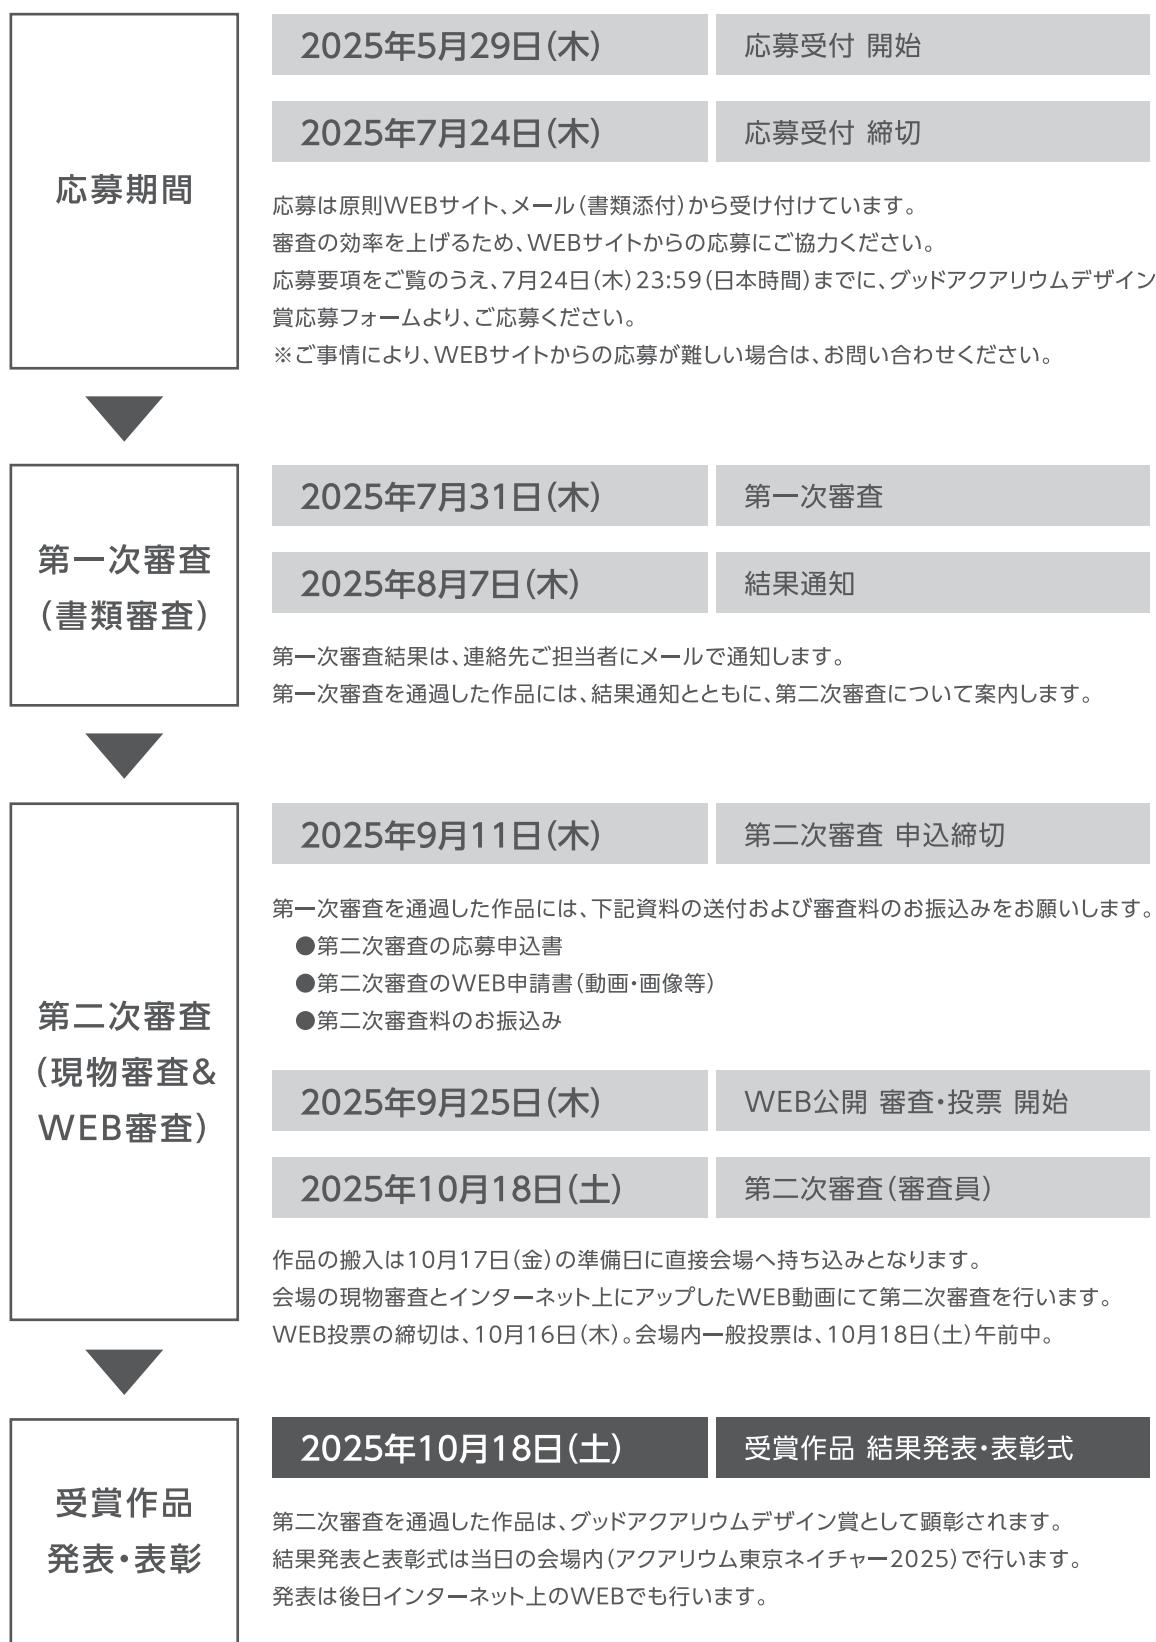 応募期間
2025年5月29日(木) 応募受付 開始
2025年7月24日(木) 応募受付 締切
応募は原則WEBサイト、メール(書類添付)から受け付けています。
審査の効率を上げるため、WEBサイトからの応募にご協力ください。
応募要項をご覧のうえ、7月24日(木)23:59(日本時間)までに、グッドアクアリウムデザイン
賞応募フォームより、ご応募ください。
※ご事情により、WEBサイトからの応募が難しい場合は、お問い合わせください。
第一次審査
(書類審査)
2025年7月31日(木) 第一次審査
2025年8月7日(木) 結果通知
第一次審査結果は、連絡先ご担当者にメールで通知します。
第一次審査を通過した作品には、結果通知とともに、第二次審査について案内します。
第二次審査
(現物審査&
WEB審査)
2025年9月11日(木) 第二次審査 申込締切
第一次審査を通過した作品には、下記資料の送付および審査料のお振込みをお願いします。
●第二次審査の応募申込書
●第二次審査のWEB申請書(動画・画像等)
●第二次審査料のお振込み
2025年9月25日(木) WEB公開 審査・投票 開始
2025年10月18日(土) 第二次審査(審査員)
作品の搬入は10月17日(金)の準備日に直接会場へ持ち込みとなります。
会場の現物審査とインターネット上にアップしたWEB動画にて第二次審査を行います。
WEB投票の締切は、10月16日(木)。会場内一般投票は、10月18日(土)午前中。
受賞作品
発表・表彰
2025年10月18日(土) 受賞作品 結果発表・表彰式
第二次審査を通過した作品は、グッドアクアリウムデザイン賞として顕彰されます。
結果発表と表彰式は当日の会場内(アクアリウム東京ネイチャー2025)で行います。
発表は後日インターネット上のWEBでも行います。